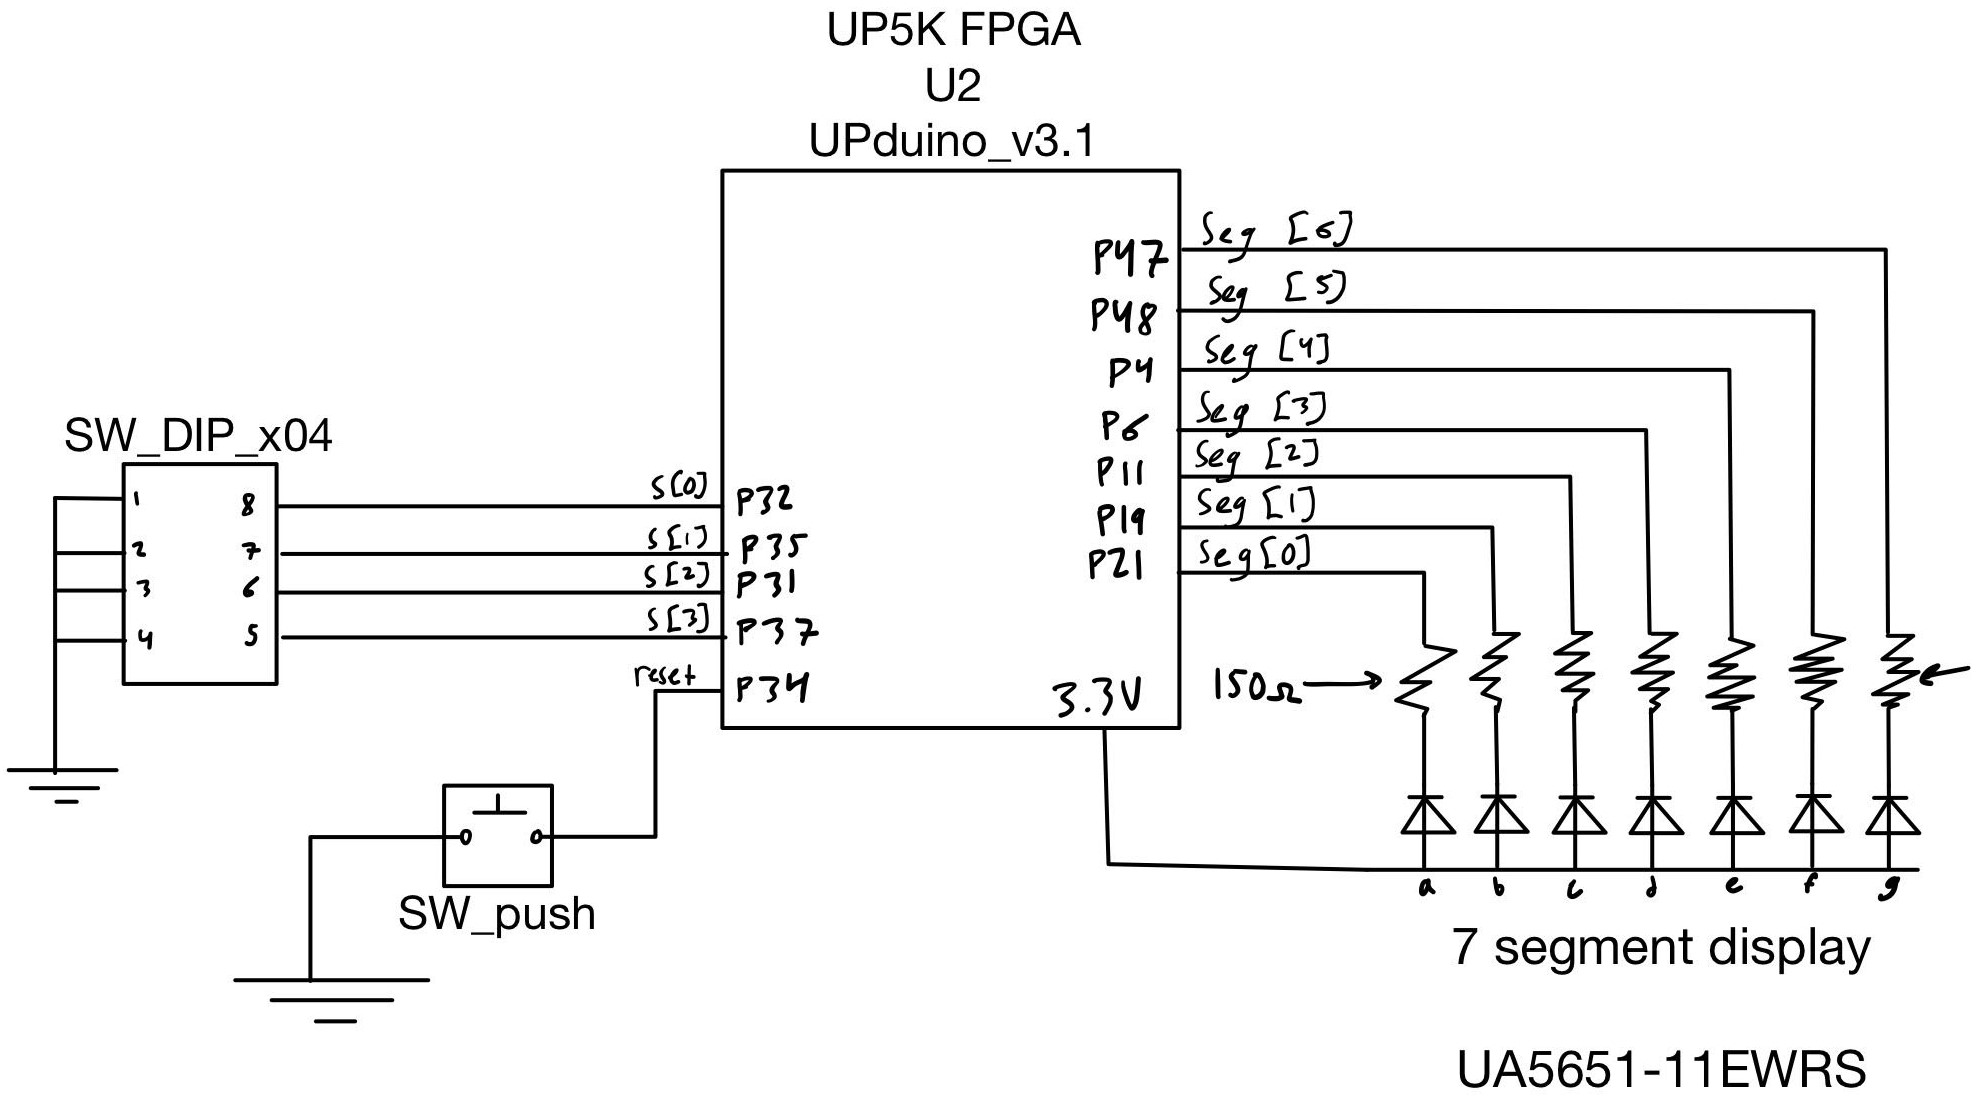 UP5K FPGA
U2
UPduino_v3.1
SW_DIP_x04
1 8
2 7
3 6
4 5
S[0] P32
S[1] P35
S[2] P31
S[3] P37
reset P34
P47 Seg [6]
P48 Seg [5]
P4 Seg [4]
P6 Seg [3]
P11 Seg [2]
P19 Seg [1]
P21 Seg[0]
3.3V
150Ω
SW_push
a b c d e f g
7 segment display
UA5651-11EWRS